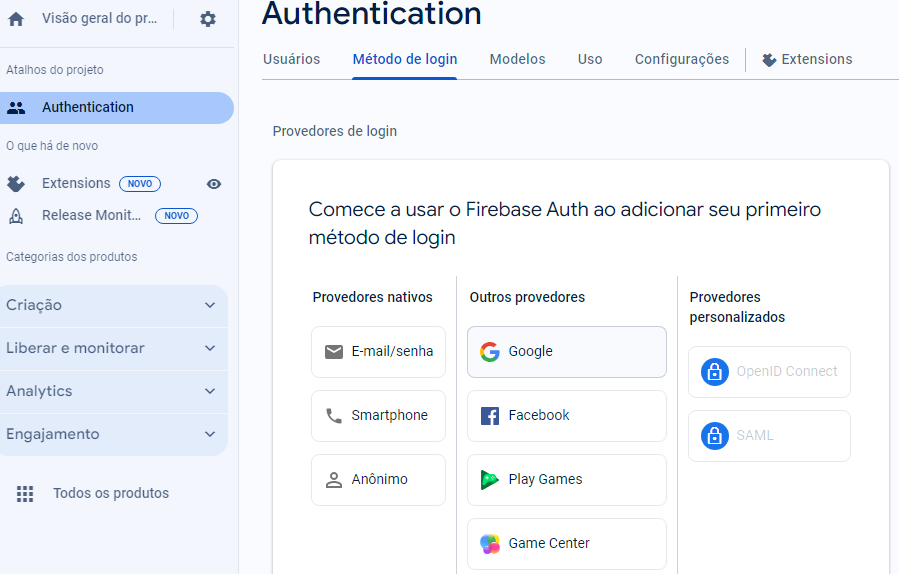 Visão geral do pr...
Atalhos do projeto
Authentication
O que há de novo
Extensions NOVO
Release Monit... NOVO
Categorias dos produtos
Criação
Liberar e monitorar
Analytics
Engajamento
Todos os produtos
Authentication
Usuários Método de login Modelos Uso Configurações Extensions
Provedores de login
Comece a usar o Firebase Auth ao adicionar seu primeiro
método de login
Provedores nativos
E-mail/senha
Smartphone
Anônimo
Outros provedores
Google
Facebook
Play Games
Game Center
Provedores
personalizados
OpenID Connect
SAML